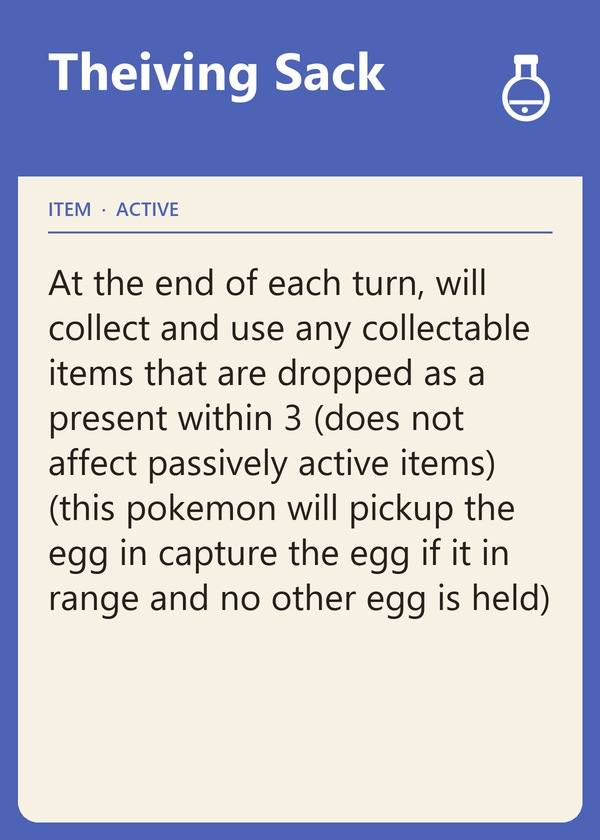 Theiving Sack
ITEM · ACTIVE
At the end of each turn, will
collect and use any collectable
items that are dropped as a
present within 3 (does not
affect passively active items)
(this pokemon will pickup the
egg in capture the egg if it in
range and no other egg is held)